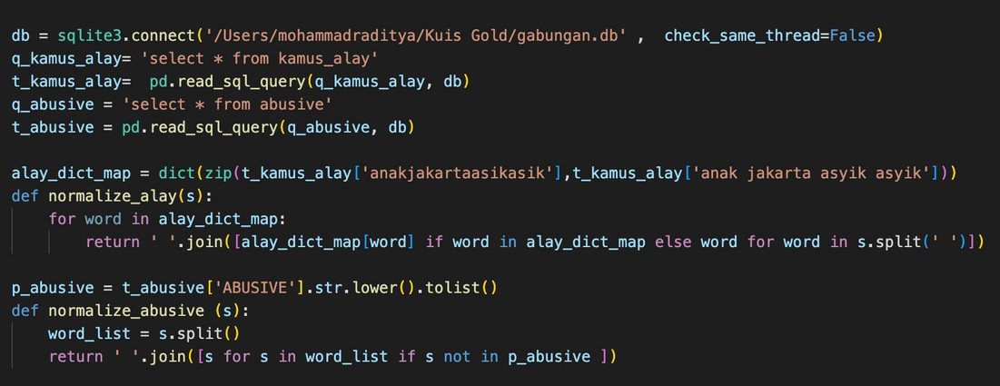 db = sqlite3.connect('/Users/mohammadraditya/Kuis Gold/gabungan.db' ,  check_same_thread=False)
q_kamus_alay= 'select * from kamus_alay'
t_kamus_alay=  pd.read_sql_query(q_kamus_alay, db)
q_abusive = 'select * from abusive'
t_abusive = pd.read_sql_query(q_abusive, db)

alay_dict_map = dict(zip(t_kamus_alay['anakjakartaasikasik'],t_kamus_alay['anak jakarta asyik asyik']))
def normalize_alay(s):
    for word in alay_dict_map:
        return ' '.join([alay_dict_map[word] if word in alay_dict_map else word for word in s.split(' ')])

p_abusive = t_abusive['ABUSIVE'].str.lower().tolist()
def normalize_abusive (s):
    word_list = s.split()
    return ' '.join([s for s in word_list if s not in p_abusive ])